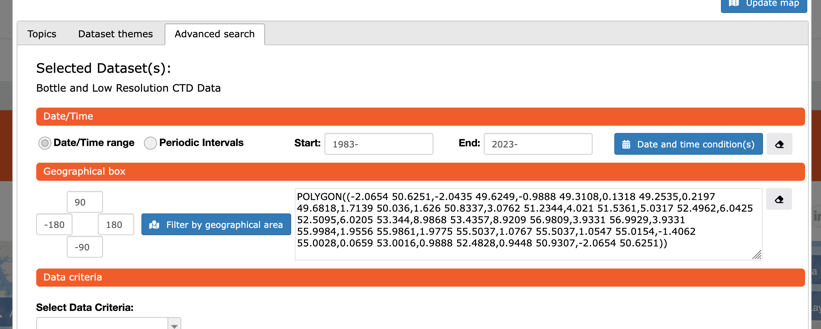 Update map
Topics Dataset themes Advanced search
Selected Dataset(s):
Bottle and Low Resolution CTD Data
Date/Time
Date/Time range Periodic Intervals Start: 1983- End: 2023- Date and time condition(s)
Geographical box
90
-180 180
-90
Filter by geographical area
POLYGON((-2.0654 50.6251,-2.0435 49.6249,-0.9888 49.3108,0.1318 49.2535,0.2197
49.6818,1.7139 50.036,1.626 50.8337,3.0762 51.2344,4.021 51.5361,5.0317 52.4962,6.0425
52.5095,6.0205 53.344,8.9868 53.4357,8.9209 56.9809,3.9331 56.9929,3.9331
55.9984,1.9556 55.9861,1.9775 55.5037,1.0767 55.5037,1.0547 55.0154,-1.4062
55.0028,0.0659 53.0016,0.9888 52.4828,0.9448 50.9307,-2.0654 50.6251))
Data criteria
Select Data Criteria: